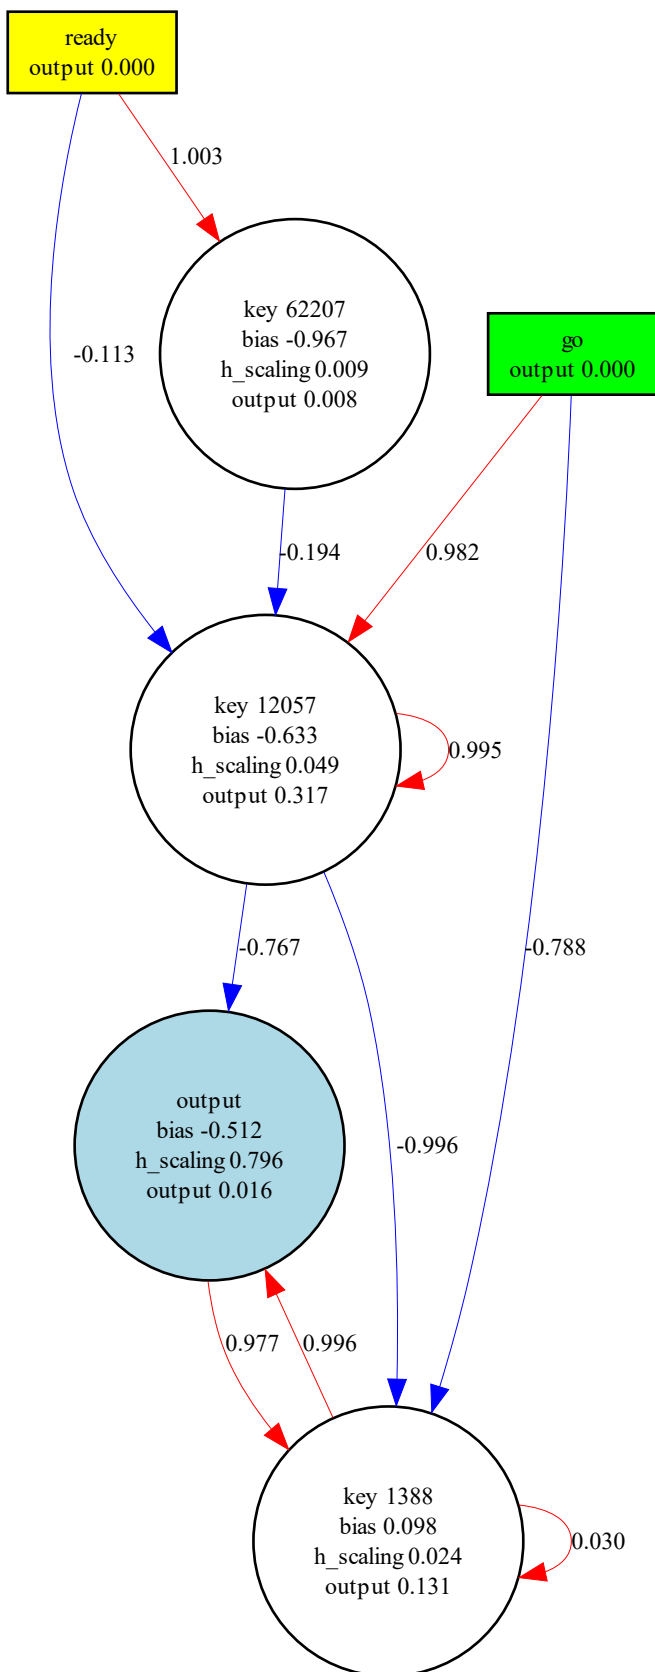 ready
output 0.000
1.003
key 62207
bias -0.967
h_scaling 0.009
output 0.008
go
output 0.000
-0.113
-0.194
0.982
key 12057
bias -0.633
h_scaling 0.049
output 0.317
0.995
-0.767
-0.788
output
bias -0.512
h_scaling 0.796
output 0.016
-0.996
0.977
0.996
key 1388
bias 0.098
h_scaling 0.024
output 0.131
0.030